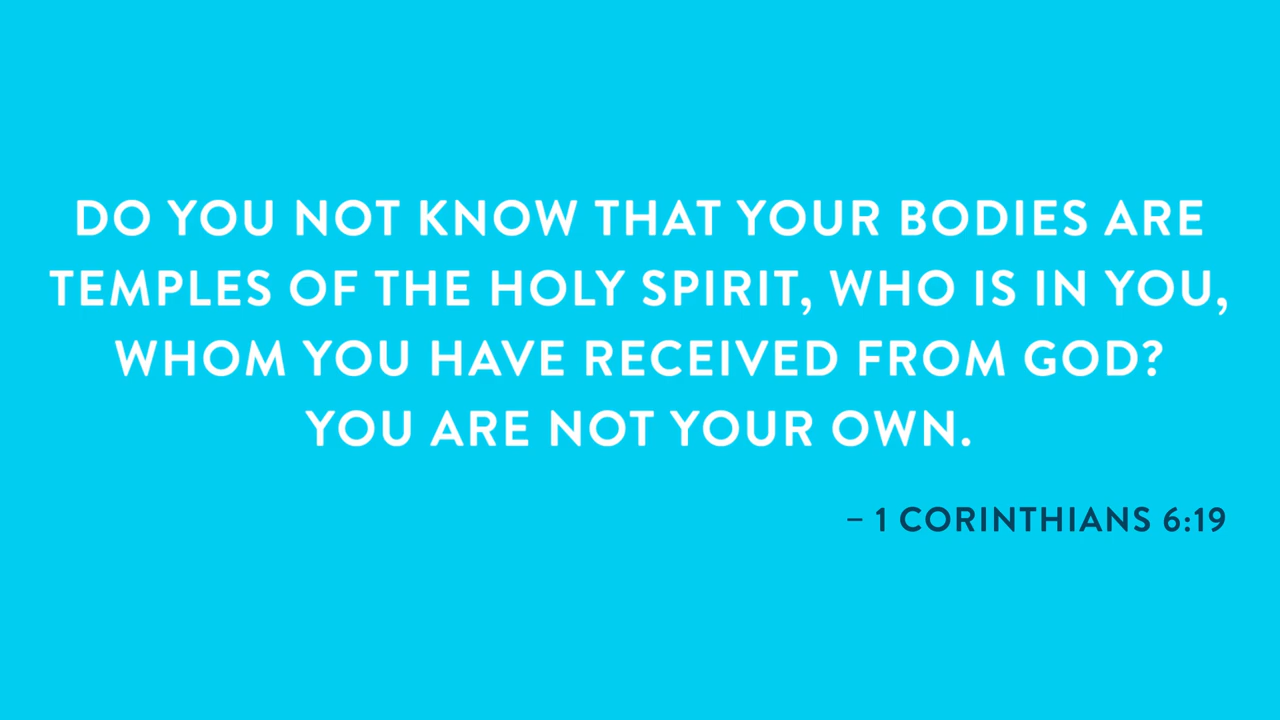 DO YOU NOT KNOW THAT YOUR BODIES ARE
TEMPLES OF THE HOLY SPIRIT, WHO IS IN YOU,
WHOM YOU HAVE RECEIVED FROM GOD?
YOU ARE NOT YOUR OWN.
– 1 CORINTHIANS 6:19